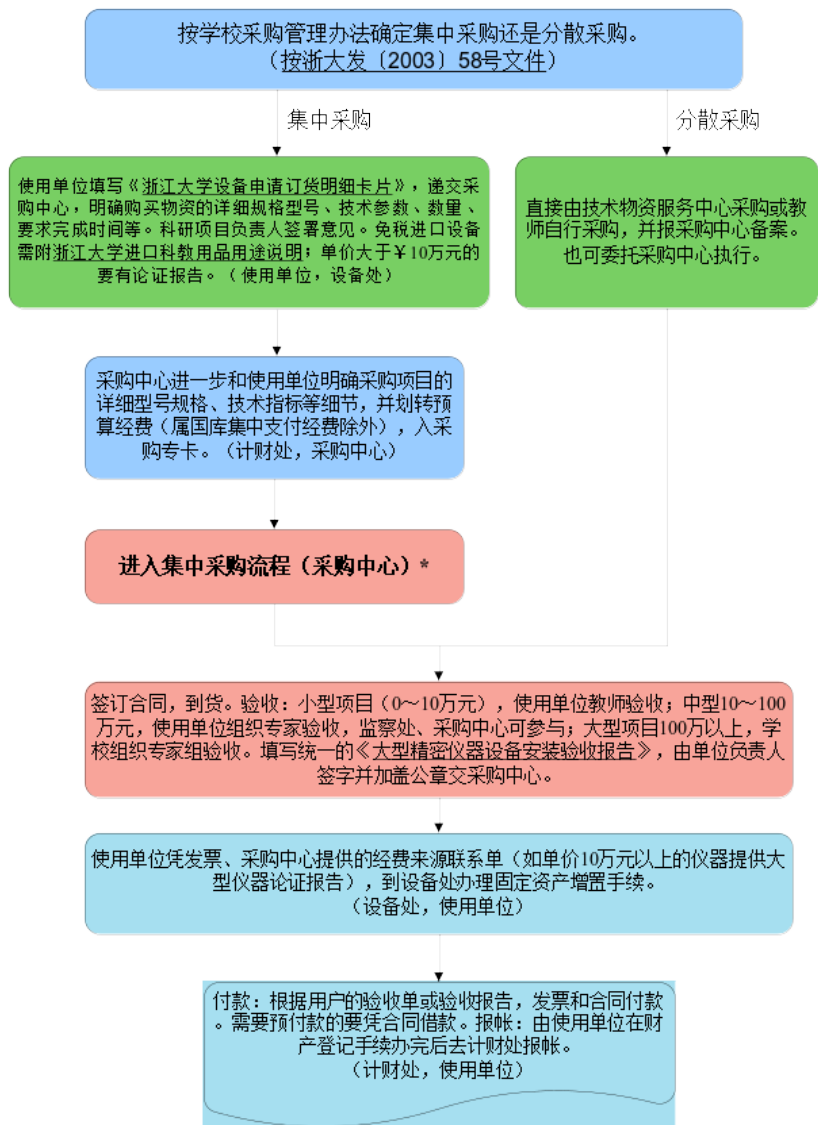 按学校采购管理办法确定集中采购还是分散采购。
（按浙大发〔2003〕58号文件）
集中采购
分散采购
使用单位填写《浙江大学设备申请订货明细卡片》，递交采
购中心，明确购买物资的详细规格型号、技术参数、数量、
要求完成时间等。科研项目负责人签署意见。免税进口设备
需附浙江大学进口科教用品用途说明；单价大于￥10万元的
要有论证报告。（使用单位，设备处）
直接由技术物资服务中心采购或教
师自行采购，并报采购中心备案。
也可委托采购中心执行。
采购中心进一步和使用单位明确采购项目的
详细型号规格、技术指标等细节，并划转预
算经费（属国库集中支付经费除外），入采
购专卡。（计财处，采购中心）
进入集中采购流程（采购中心）*
签订合同，到货。验收：小型项目（0～10万元），使用单位教师验收；中型10～100
万元，使用单位组织专家验收，监察处、采购中心可参与；大型项目100万以上，学
校组织专家组验收。填写统一的《大型精密仪器设备安装验收报告》，由单位负责人
签字并加盖公章交采购中心。
使用单位凭发票、采购中心提供的经费来源联系单（如单价10万元以上的仪器提供大
型仪器论证报告），到设备处办理固定资产增置手续。
（设备处，使用单位）
付款：根据用户的验收单或验收报告，发票和合同付款
。需要预付款的要凭合同借款。报帐：由使用单位在财
产登记手续办完后去计财处报帐。
（计财处，使用单位）